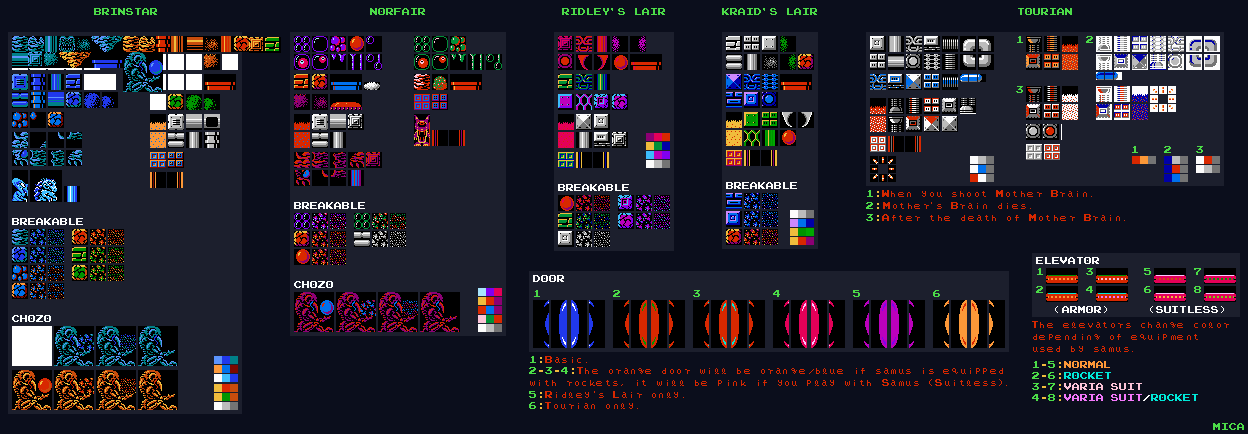 BRINSTAR
NORFAIR
RIDLEY'S LAIR
KRAID'S LAIR
TOURIAN
1
2
3
1
2
3
1:When you shoot Mother Brain.
2:Mother's Brain dies.
3:After the death of Mother Brain.
BREAKABLE
BREAKABLE
BREAKABLE
BREAKABLE
CHOZO
CHOZO
DOOR
1 2 3 4 5 6
1:Basic.
2-3-4:The orange door will be orange/blue if samus is equipped
with rockets, it will be Pink if you Play with Samus (Suitless).
5:Ridley's Lair only.
6:Tourian only.
ELEVATOR
1 3 5 7
2 4 6 8
(ARMOR) (SUITLESS)
The elevators change color
depending of equipment
used by samus.
1-5:NORMAL
2-6:ROCKET
3-7:VARIA SUIT
4-8:VARIA SUIT/ROCKET
MICA